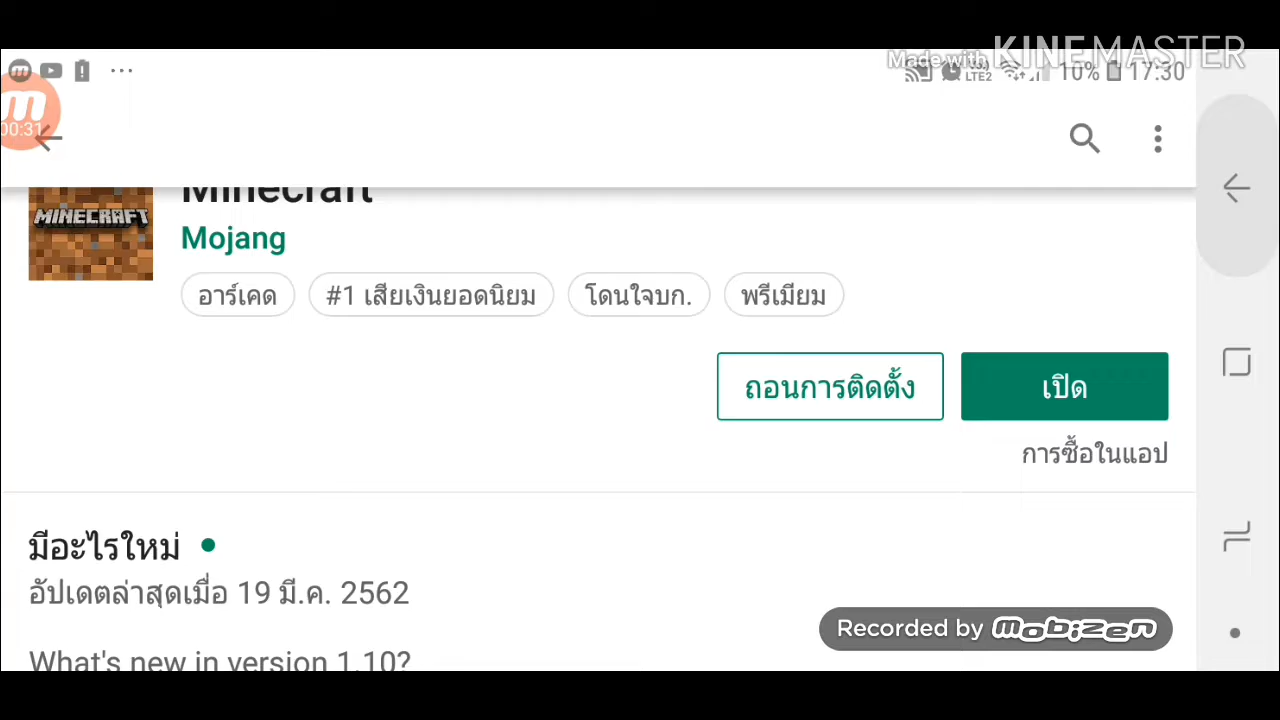 Made with KINEMASTER
LTE2 10% 17:30
00:31
Minecraft
MINECRAFT
Mojang
อาร์เคด #1 เสียเงินยอดนิยม โดนใจบก. พรีเมียม
ถอนการติดตั้ง เปิด
การซื้อในแอป
มีอะไรใหม่
อัปเดตล่าสุดเมื่อ 19 มี.ค. 2562
Recorded by mobizen
What's new in version 1.10?